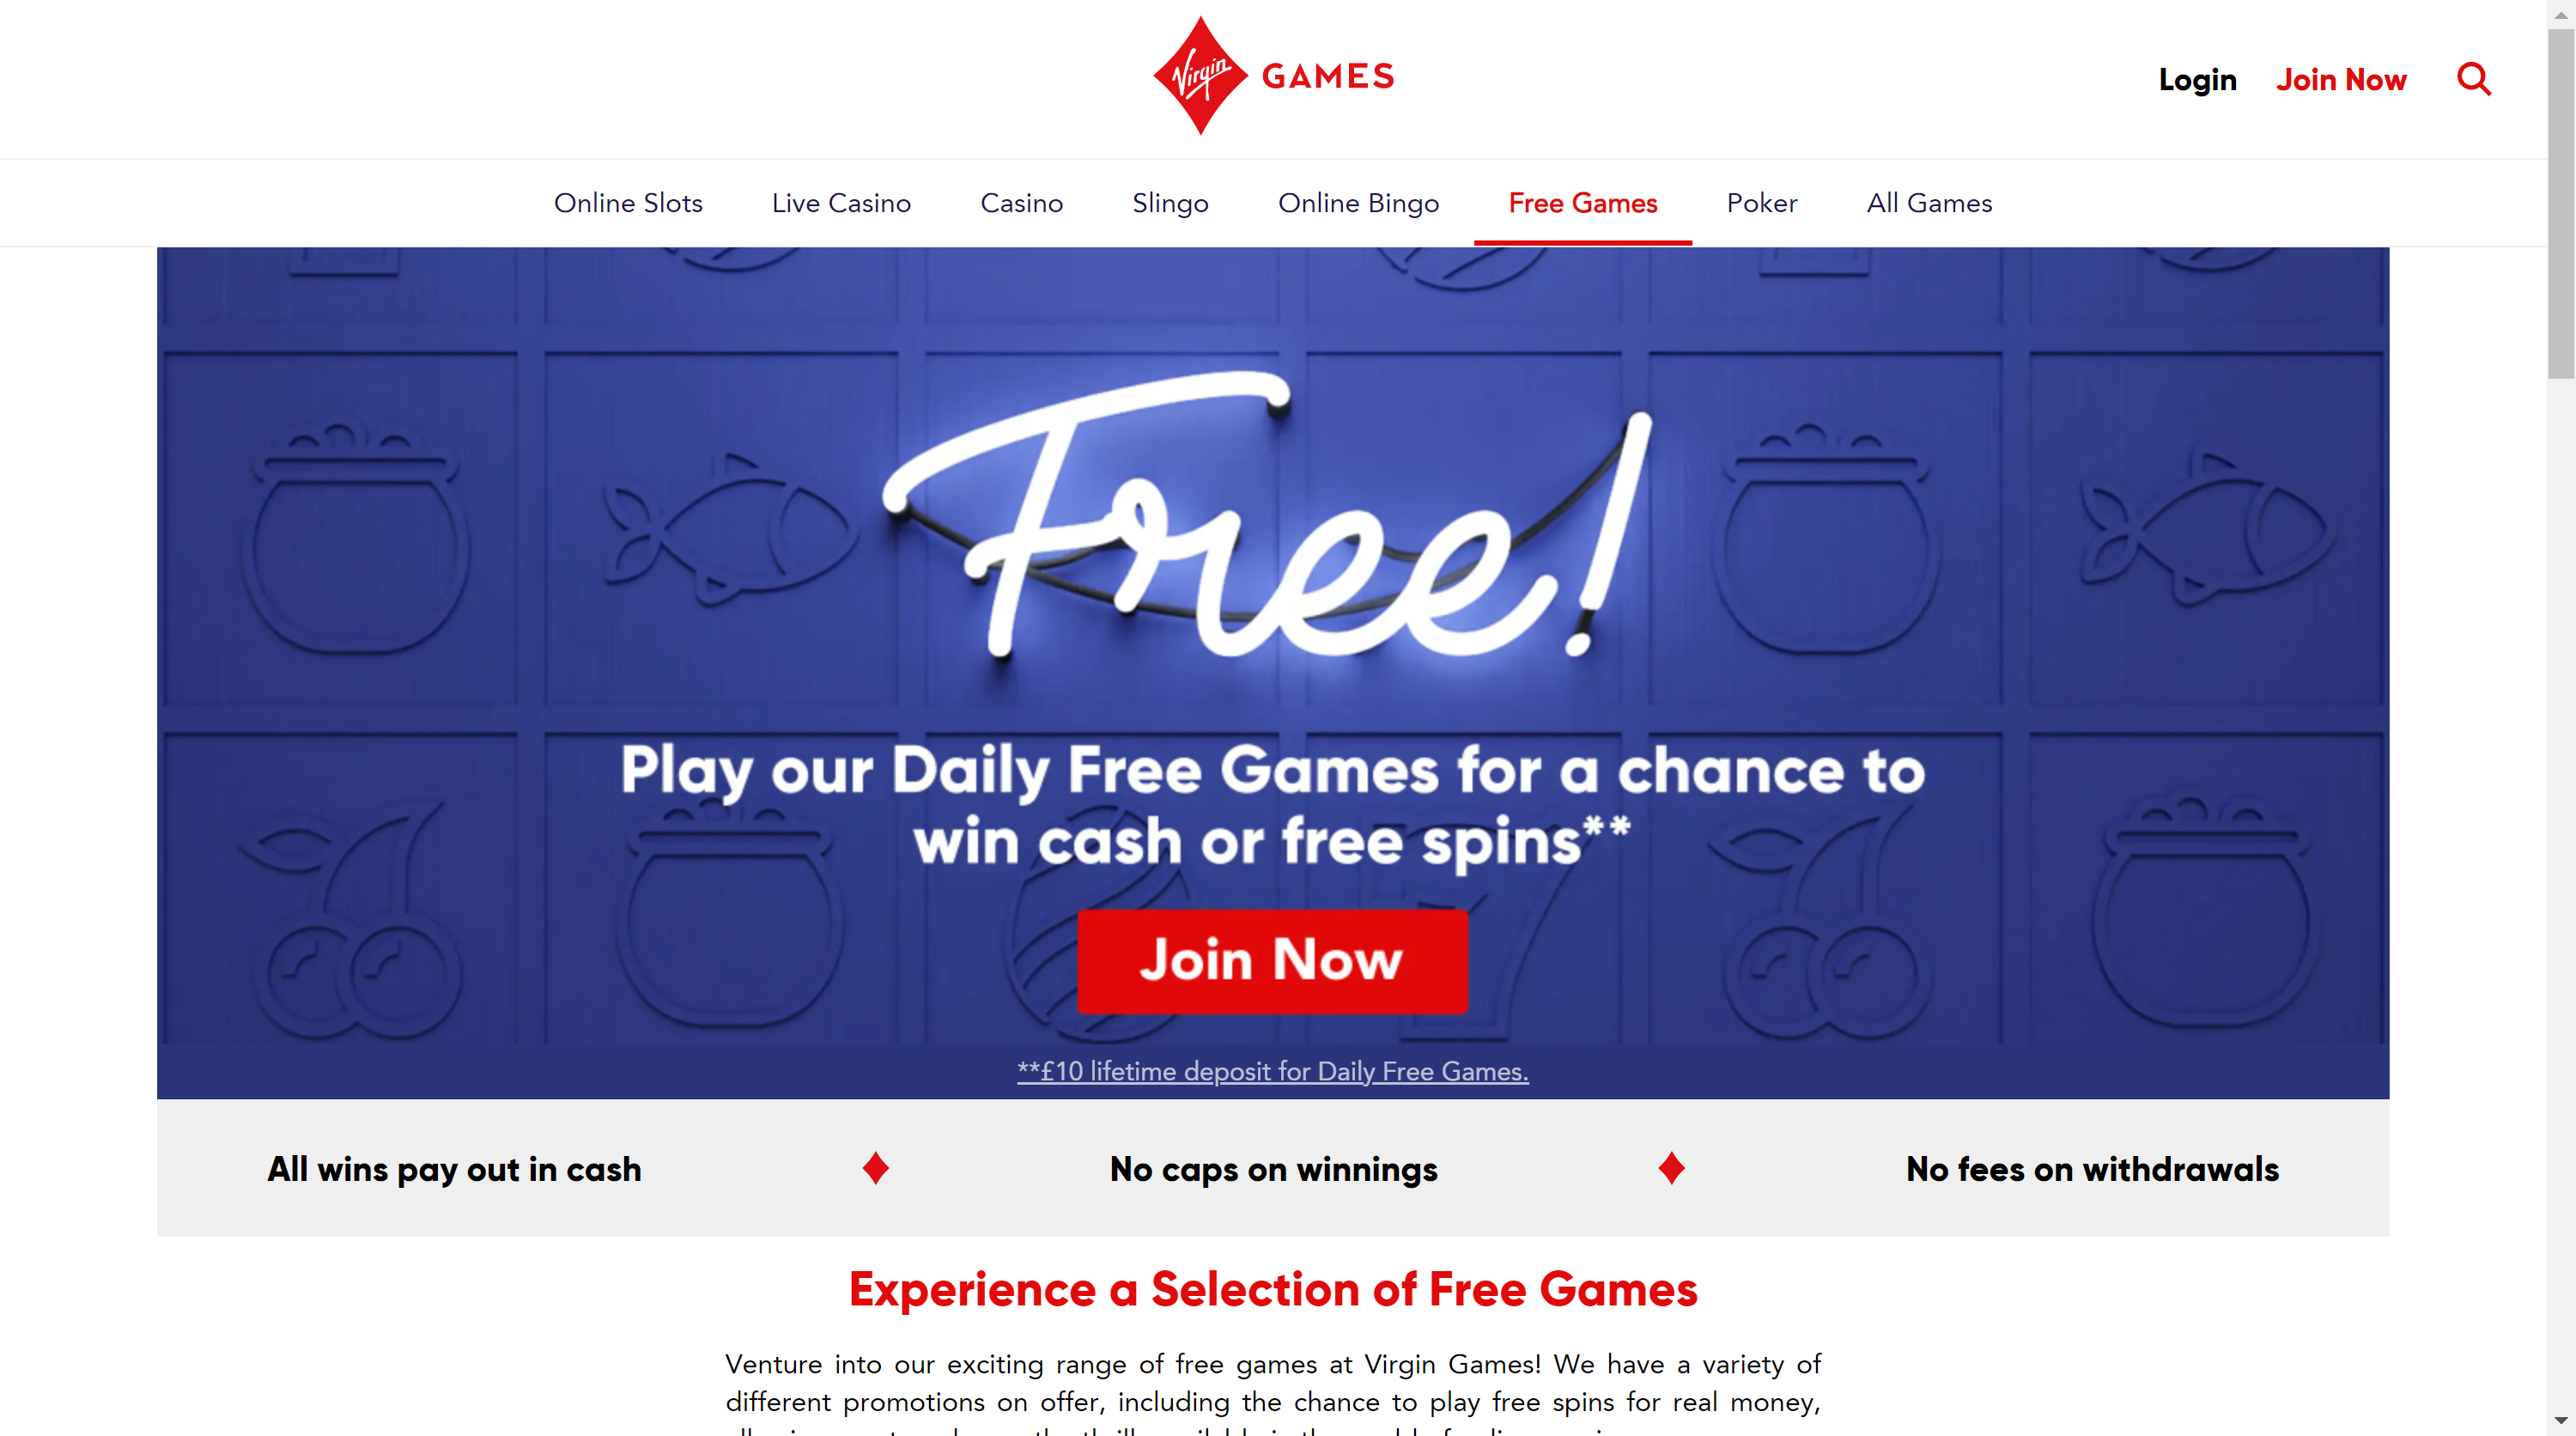 Virgin GAMES
Login Join Now
Online Slots Live Casino Casino Slingo Online Bingo Free Games Poker All Games
Free!
Play our Daily Free Games for a chance to
win cash or free spins**
Join Now
**£10 lifetime deposit for Daily Free Games.
All wins pay out in cash No caps on winnings No fees on withdrawals
Experience a Selection of Free Games
Venture into our exciting range of free games at Virgin Games! We have a variety of
different promotions on offer, including the chance to play free spins for real money,